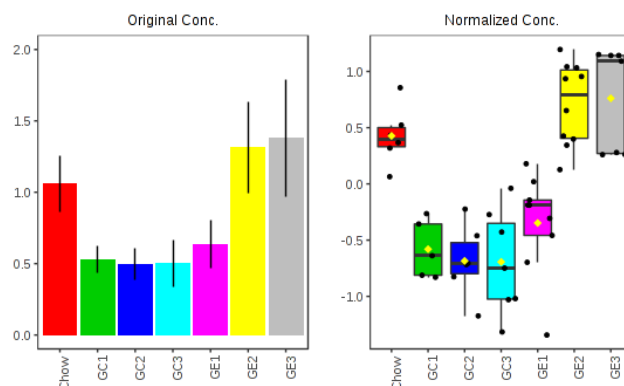 Original Conc.
2.0
1.5
1.0
0.5
0.0
Chow
GC1
GC2
GC3
GE1
GE2
GE3
Normalized Conc.
1.0
0.5
0.0
-0.5
-1.0
Chow
GC1
GC2
GC3
GE1
GE2
GE3